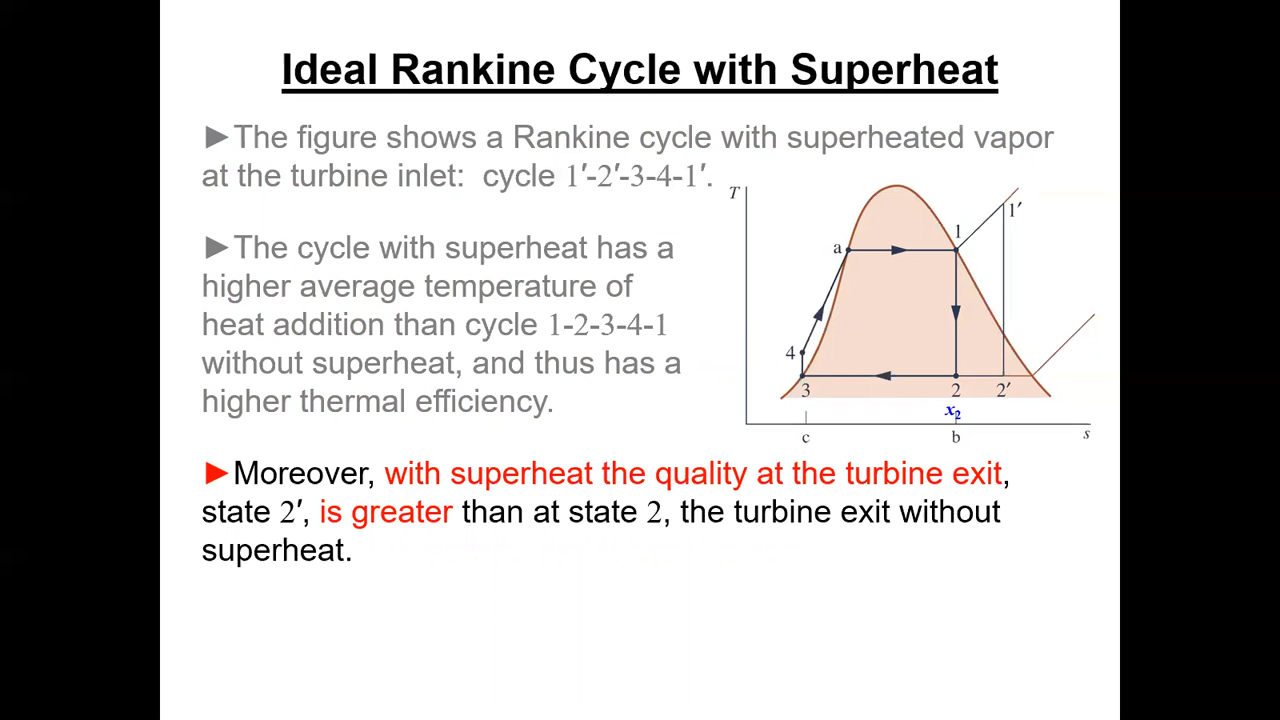 Ideal Rankine Cycle with Superheat
►The figure shows a Rankine cycle with superheated vapor
at the turbine inlet: cycle 1′-2′-3-4-1′.
►The cycle with superheat has a
higher average temperature of
heat addition than cycle 1-2-3-4-1
without superheat, and thus has a
higher thermal efficiency.
T
1′
1
a
4
3
2
2′
x2
c
b
s
►Moreover, with superheat the quality at the turbine exit,
state 2′, is greater than at state 2, the turbine exit without
superheat.